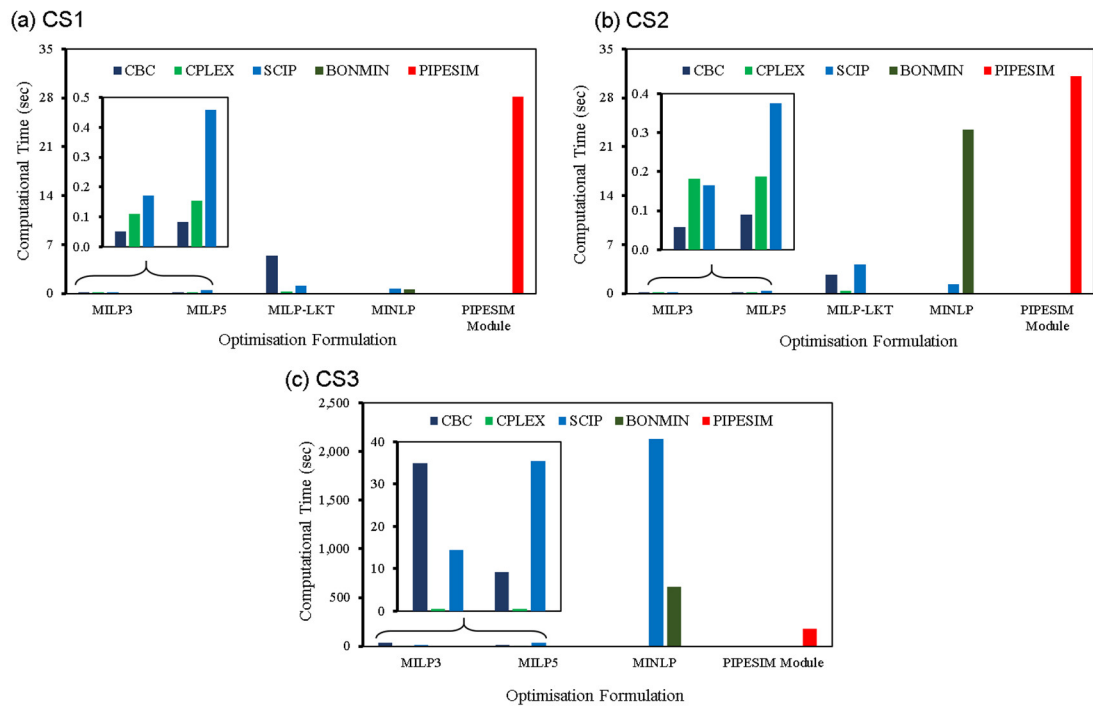 (a) CS1
35
28
21
14
7
0
Computational Time (sec)
CBC CPLEX SCIP BONMIN PIPESIM
0.5
0.4
0.3
0.2
0.1
0.0
MILP3 MILP5 MILP-LKT MINLP PIPESIM
Module
Optimisation Formulation
(b) CS2
35
28
21
14
7
0
Computational Time (sec)
CBC CPLEX SCIP BONMIN PIPESIM
0.4
0.3
0.2
0.1
0.0
MILP3 MILP5 MILP-LKT MINLP PIPESIM
Module
Optimisation Formulation
(c) CS3
2,500
2,000
1,500
1,000
500
0
Computational Time (sec)
CBC CPLEX SCIP BONMIN PIPESIM
40
30
20
10
0
MILP3 MILP5 MINLP PIPESIM Module
Optimisation Formulation